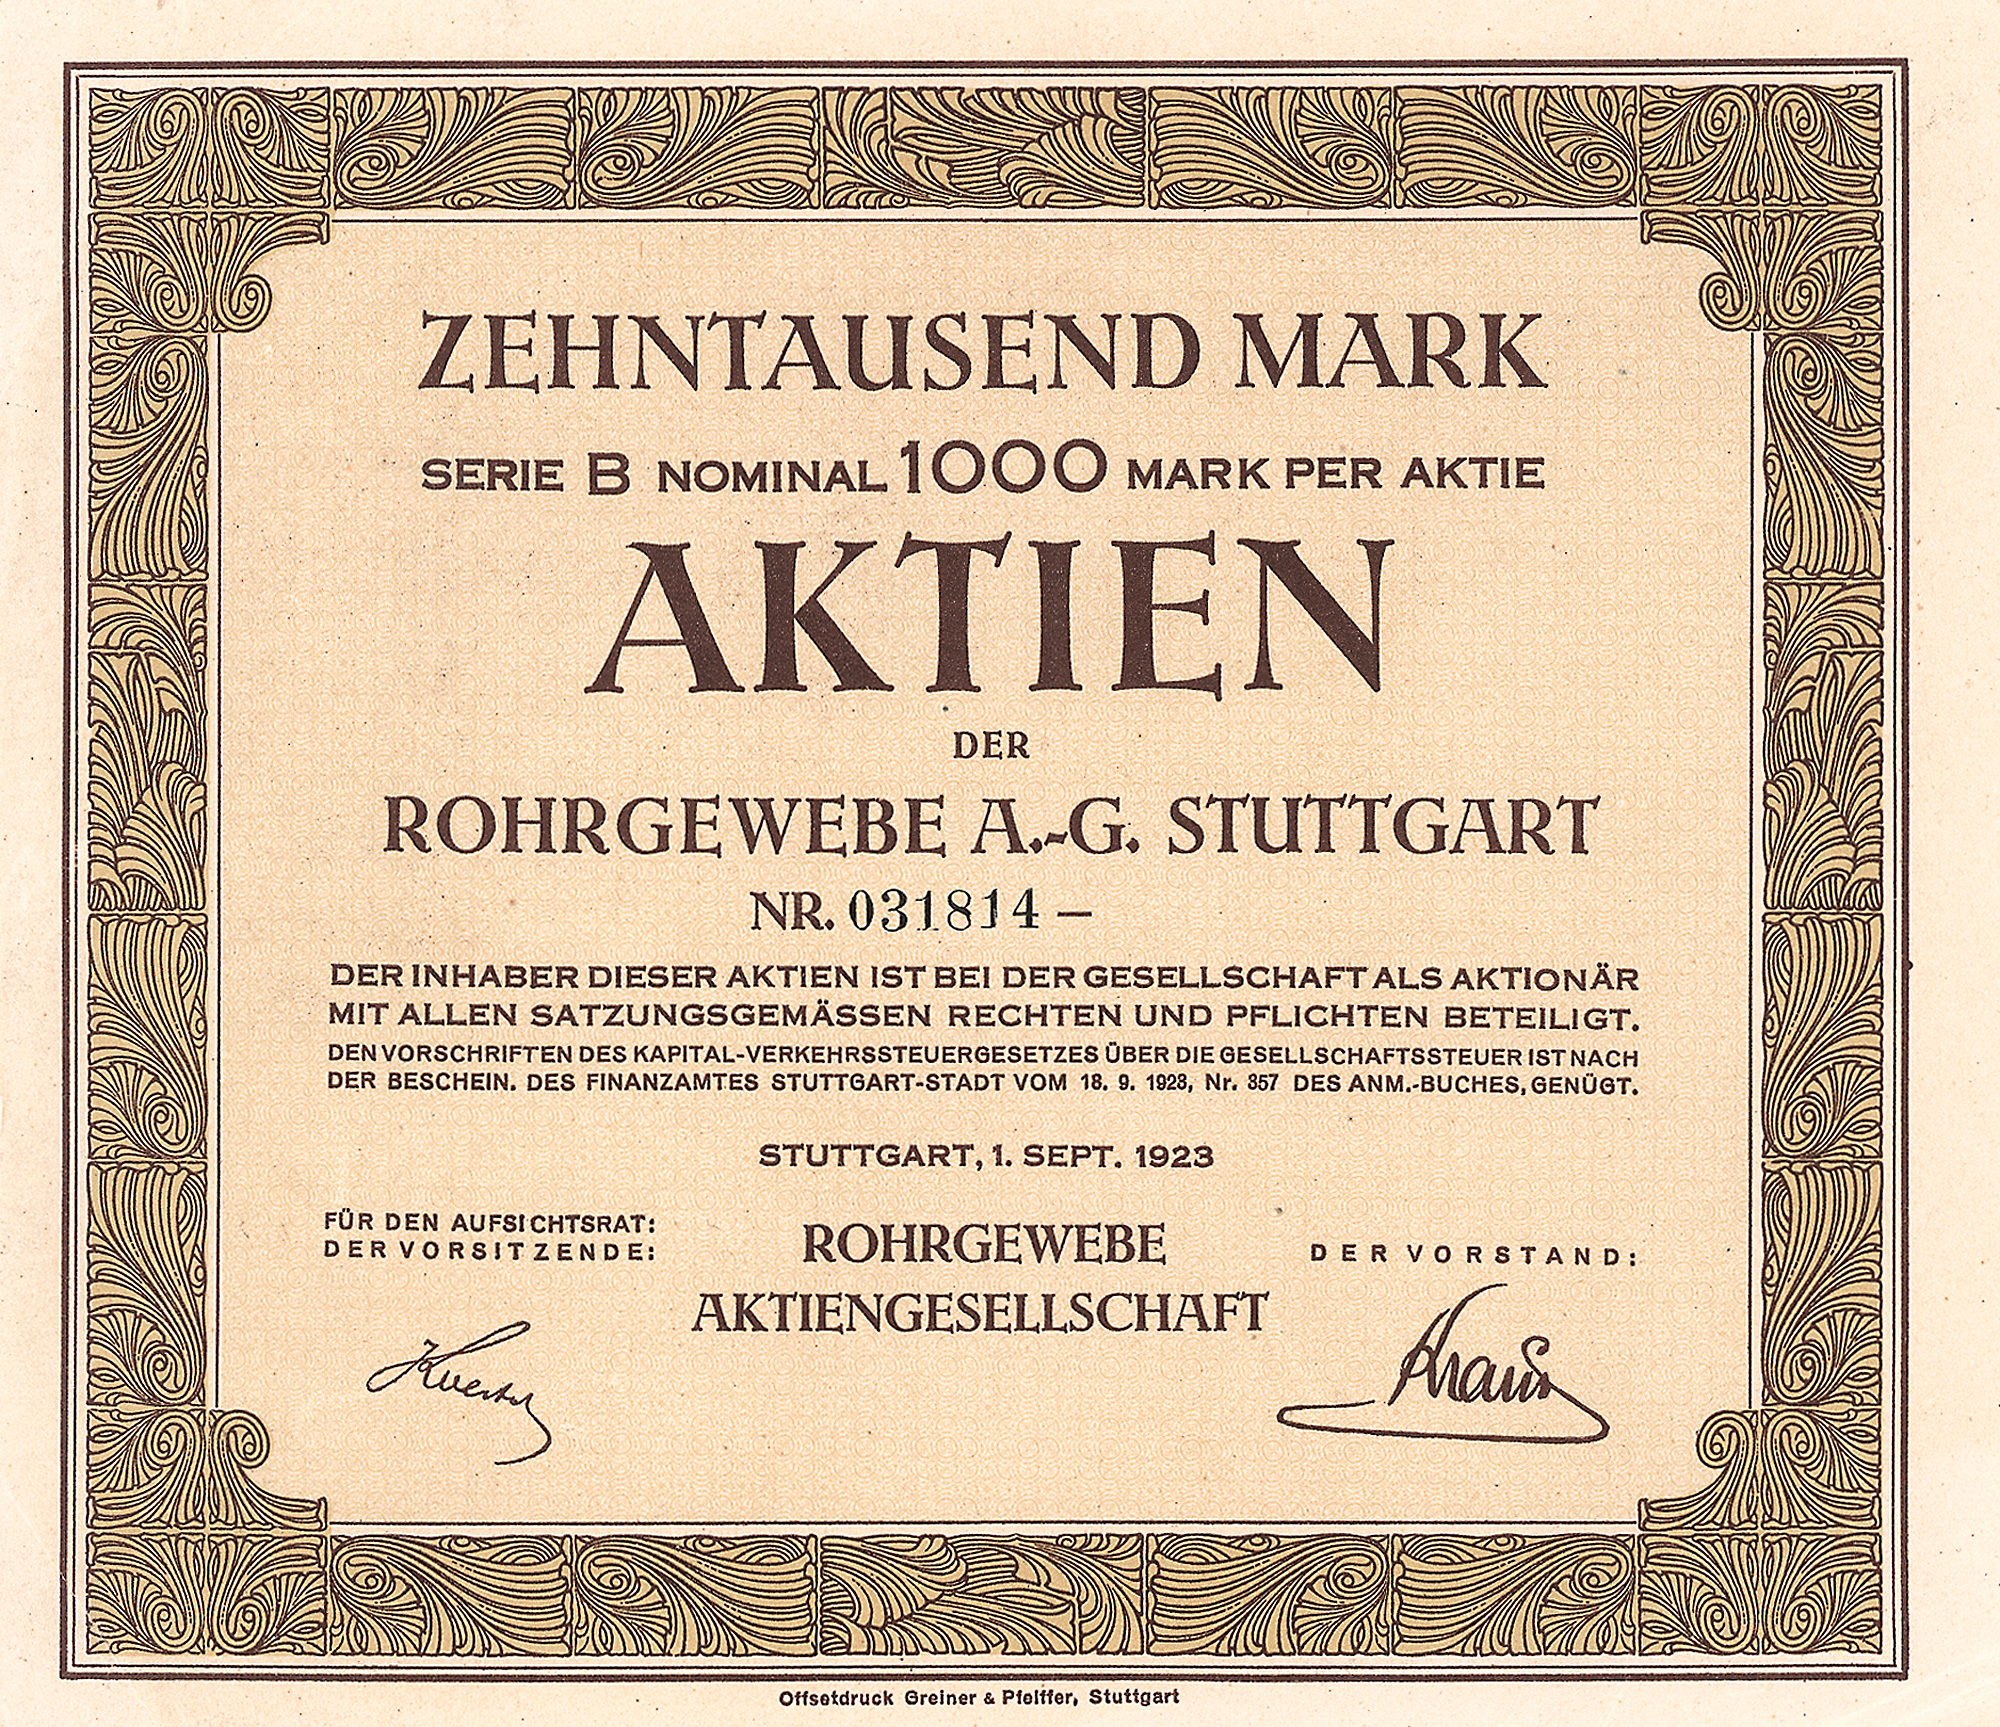 ZEHNTAUSEND MARK
SERIE B NOMINAL 1000 MARK PER AKTIE
AKTIEN
DER
ROHRGEWEBE A.-G. STUTTGART
NR. 031814 –
DER INHABER DIESER AKTIEN IST BEI DER GESELLSCHAFT ALS AKTIONÄR
MIT ALLEN SATZUNGSGEMÄSSEN RECHTEN UND PFLICHTEN BETEILIGT.
DEN VORSCHRIFTEN DES KAPITAL-VERKEHRSSTEUERGESETZES ÜBER DIE GESELLSCHAFTSSTEUER IST NACH
DER BESCHEIN. DES FINANZAMTES STUTTGART-STADT VOM 18. 9. 1923, Nr. 357 DES ANM.-BUCHES, GENÜGT.
STUTTGART, 1. SEPT. 1923
FÜR DEN AUFSICHTSRAT:
DER VORSITZENDE:
ROHRGEWEBE
AKTIENGESELLSCHAFT
DER VORSTAND:
Offsetdruck Greiner & Pfeiffer, Stuttgart